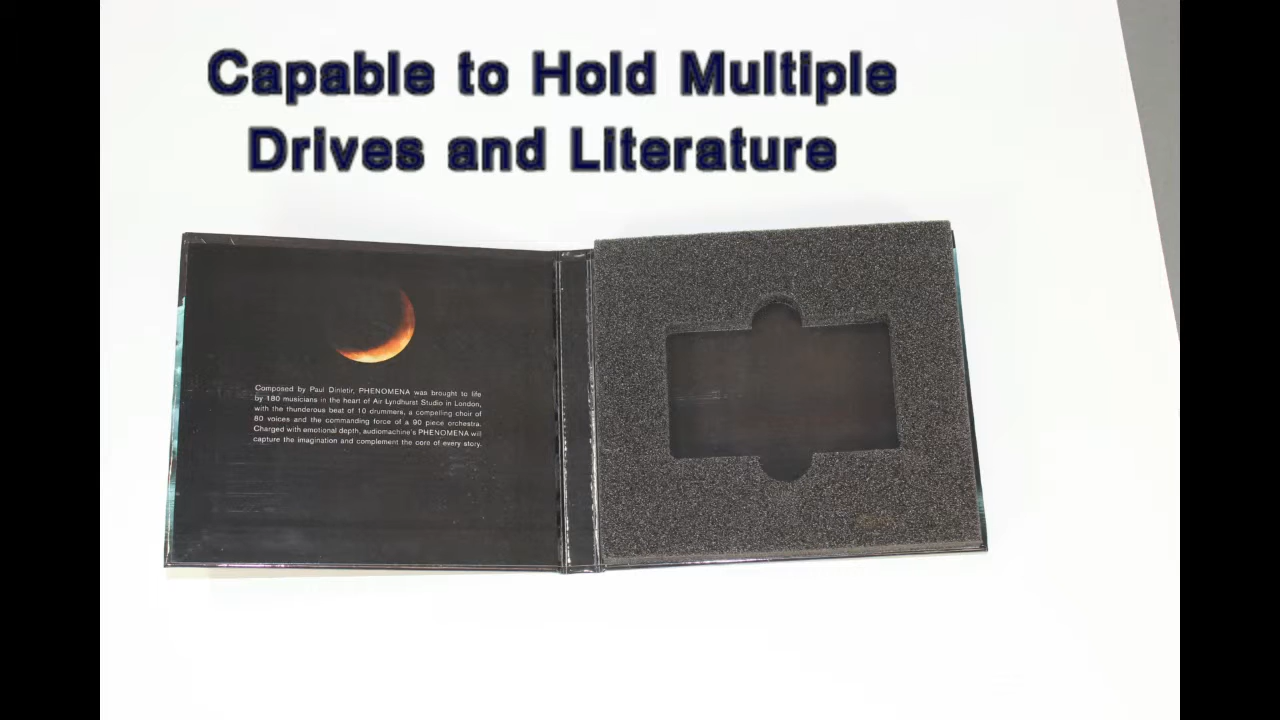 Capable to Hold Multiple
Drives and Literature
Composed by Paul Dinletir, PHENOMENA was brought to life
by 180 musicians in the heart of Air Lyndhurst Studio in London,
with the thunderous beat of 10 drummers, a compelling choir of
80 voices and the commanding force of a 90 piece orchestra.
Charged with emotional depth, audiomachine's PHENOMENA will
capture the imagination and complement the core of every story.